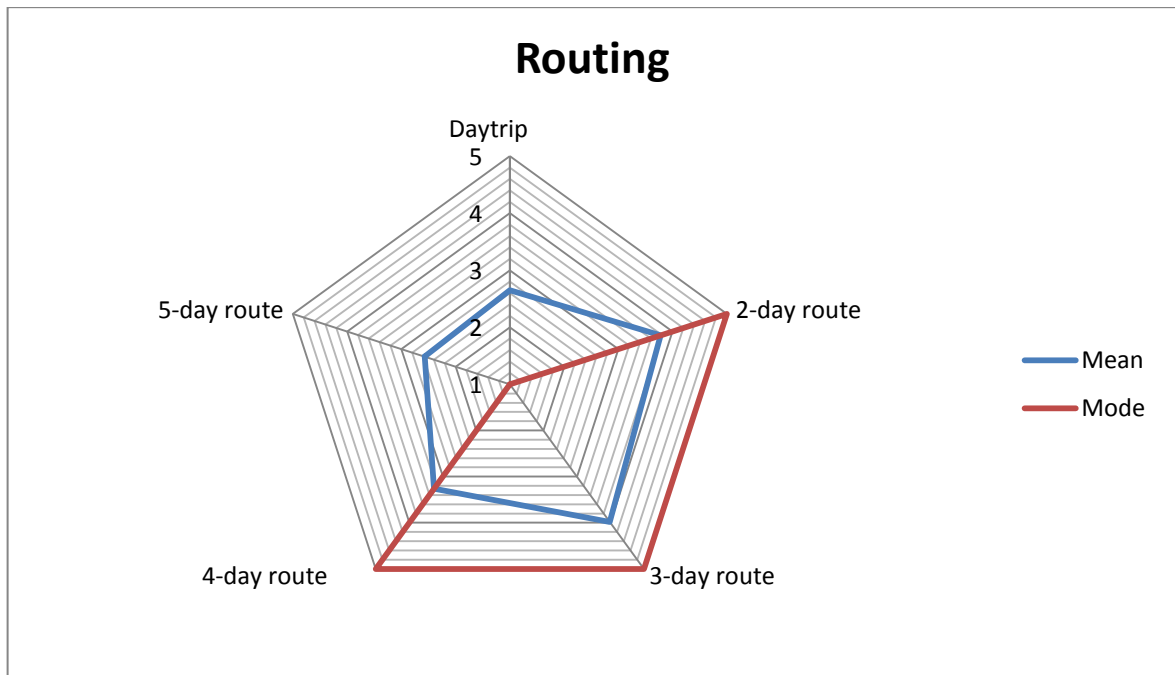 Routing
Daytrip
5
4
3
2
1
5-day route
2-day route
4-day route
3-day route
Mean
Mode